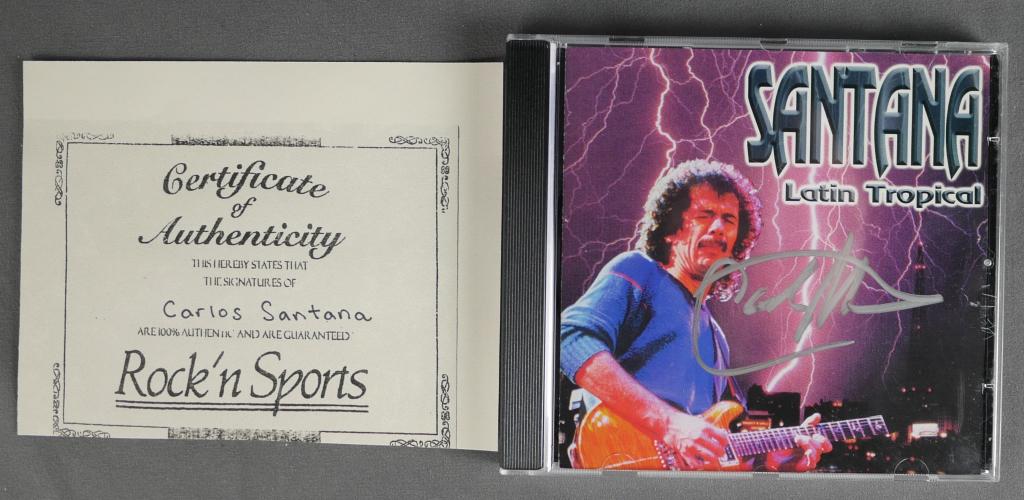 Certificate
of
Authenticity
THIS HEREBY STATES THAT
THE SIGNATURES OF
Carlos Santana
ARE 100% AUTHENTIC AND ARE GUARANTEED
Rock'n Sports
SANTANA
Latin Tropical